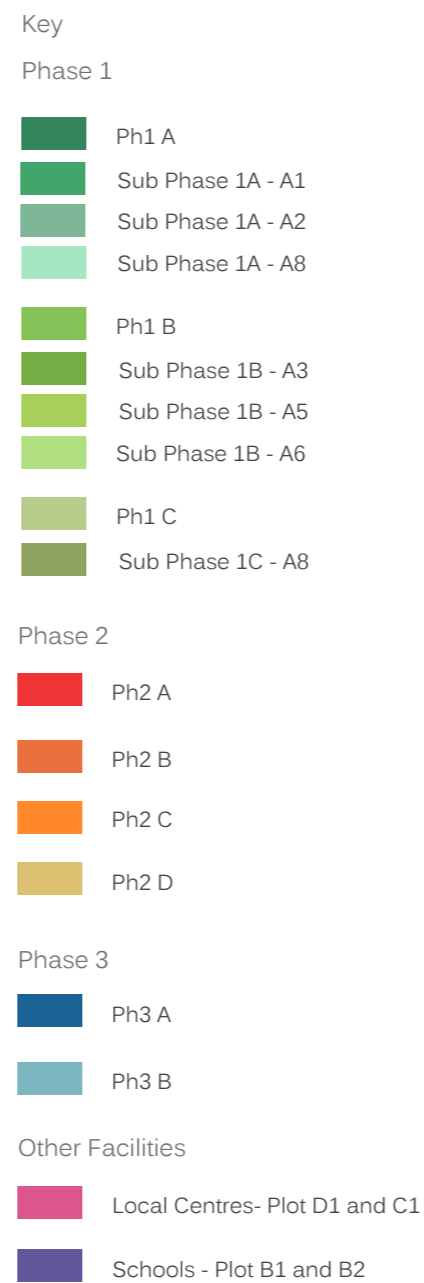 Key
Phase 1
Ph1 A
Sub Phase 1A - A1
Sub Phase 1A - A2
Sub Phase 1A - A8
Ph1 B
Sub Phase 1B - A3
Sub Phase 1B - A5
Sub Phase 1B - A6
Ph1 C
Sub Phase 1C - A8
Phase 2
Ph2 A
Ph2 B
Ph2 C
Ph2 D
Phase 3
Ph3 A
Ph3 B
Other Facilities
Local Centres- Plot D1 and C1
Schools - Plot B1 and B2